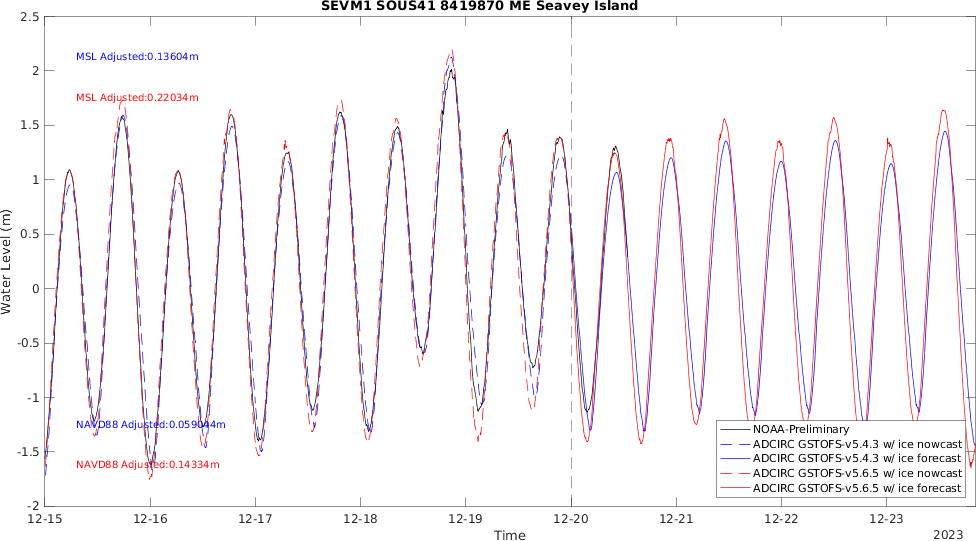 SEVM1 SOUS41 8419870 ME Seavey Island
2.5
2
1.5
1
0.5
0
-0.5
-1
-1.5
-2
Water Level (m)
MSL Adjusted:0.13604m
MSL Adjusted:0.22034m
NAVD88 Adjusted:0.059044m
NAVD88 Adjusted:0.14334m
NOAA-Preliminary
ADCIRC GSTOFS-v5.4.3 w/ ice nowcast
ADCIRC GSTOFS-v5.4.3 w/ ice forecast
ADCIRC GSTOFS-v5.6.5 w/ ice nowcast
ADCIRC GSTOFS-v5.6.5 w/ ice forecast
12-15 12-16 12-17 12-18 12-19 12-20 12-21 12-22 12-23
Time
2023